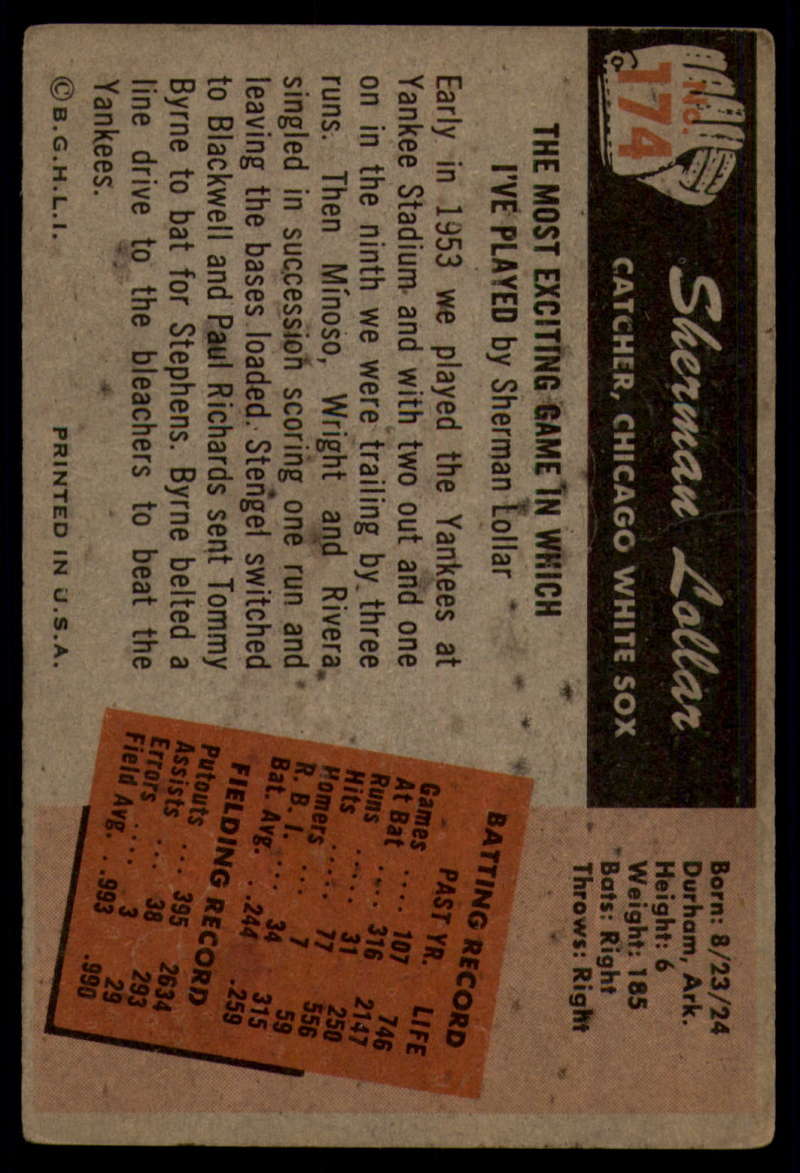 No.
174
Sherman Lollar
CATCHER, CHICAGO WHITE SOX
Born: 8/23/24
Durham, Ark.
Height: 6
Weight: 185
Bats: Right
Throws: Right
THE MOST EXCITING GAME IN WHICH
I'VE PLAYED by Sherman Lollar
Early in 1953 we played the Yankees at
Yankee Stadium and with two out and one
on in the ninth we were trailing by three
runs. Then Minoso, Wright and Rivera
singled in succession scoring one run and
leaving the bases loaded. Stengel switched
to Blackwell and Paul Richards sent Tommy
Byrne to bat for Stephens. Byrne belted a
line drive to the bleachers to beat the
Yankees.
© B.G.H.L.I. PRINTED IN U.S.A.
BATTING RECORD
PAST YR. LIFE
Games .... 107 746
At Bat .... 316 2147
Runs ..... 31 250
Hits ..... 77 556
Homers ... 7 59
R. B. I. ... 34 315
Bat. Avg. ..244 .259
FIELDING RECORD
Putouts ... 395 2634
Assists ... 38 293
Errors .... 3 29
Field Avg. ..993 .990